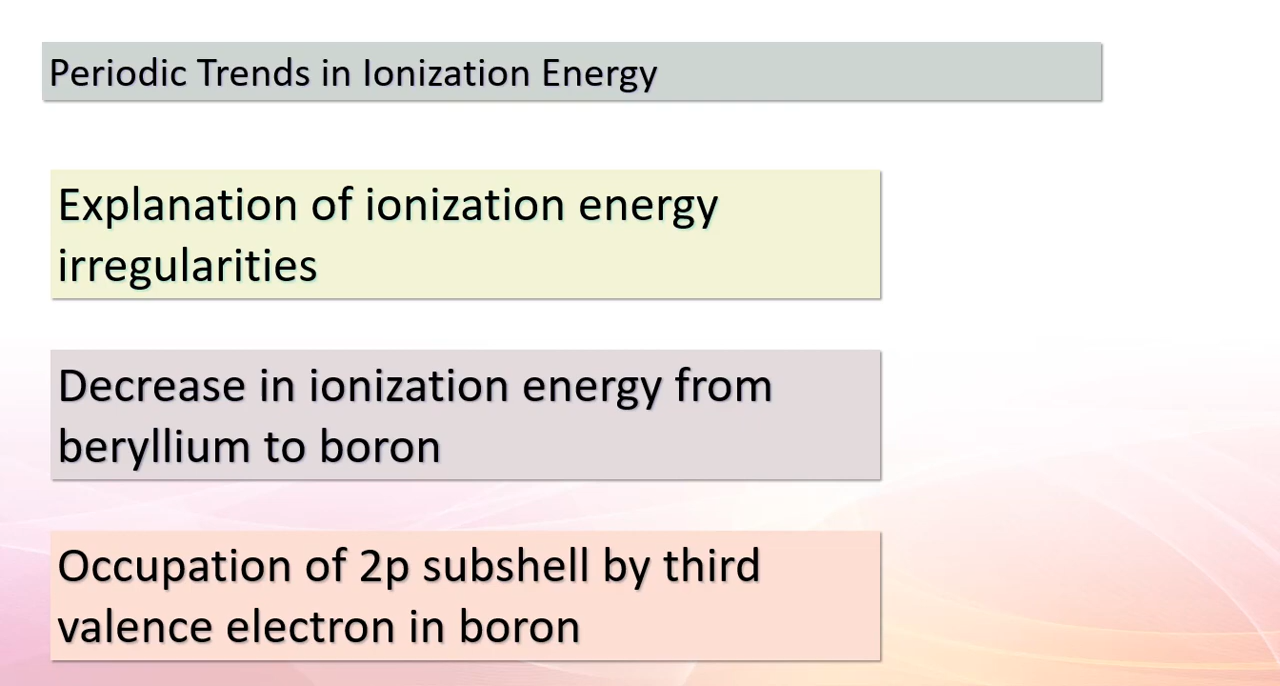 Periodic Trends in Ionization Energy
Explanation of ionization energy
irregularities
Decrease in ionization energy from
beryllium to boron
Occupation of 2p subshell by third
valence electron in boron